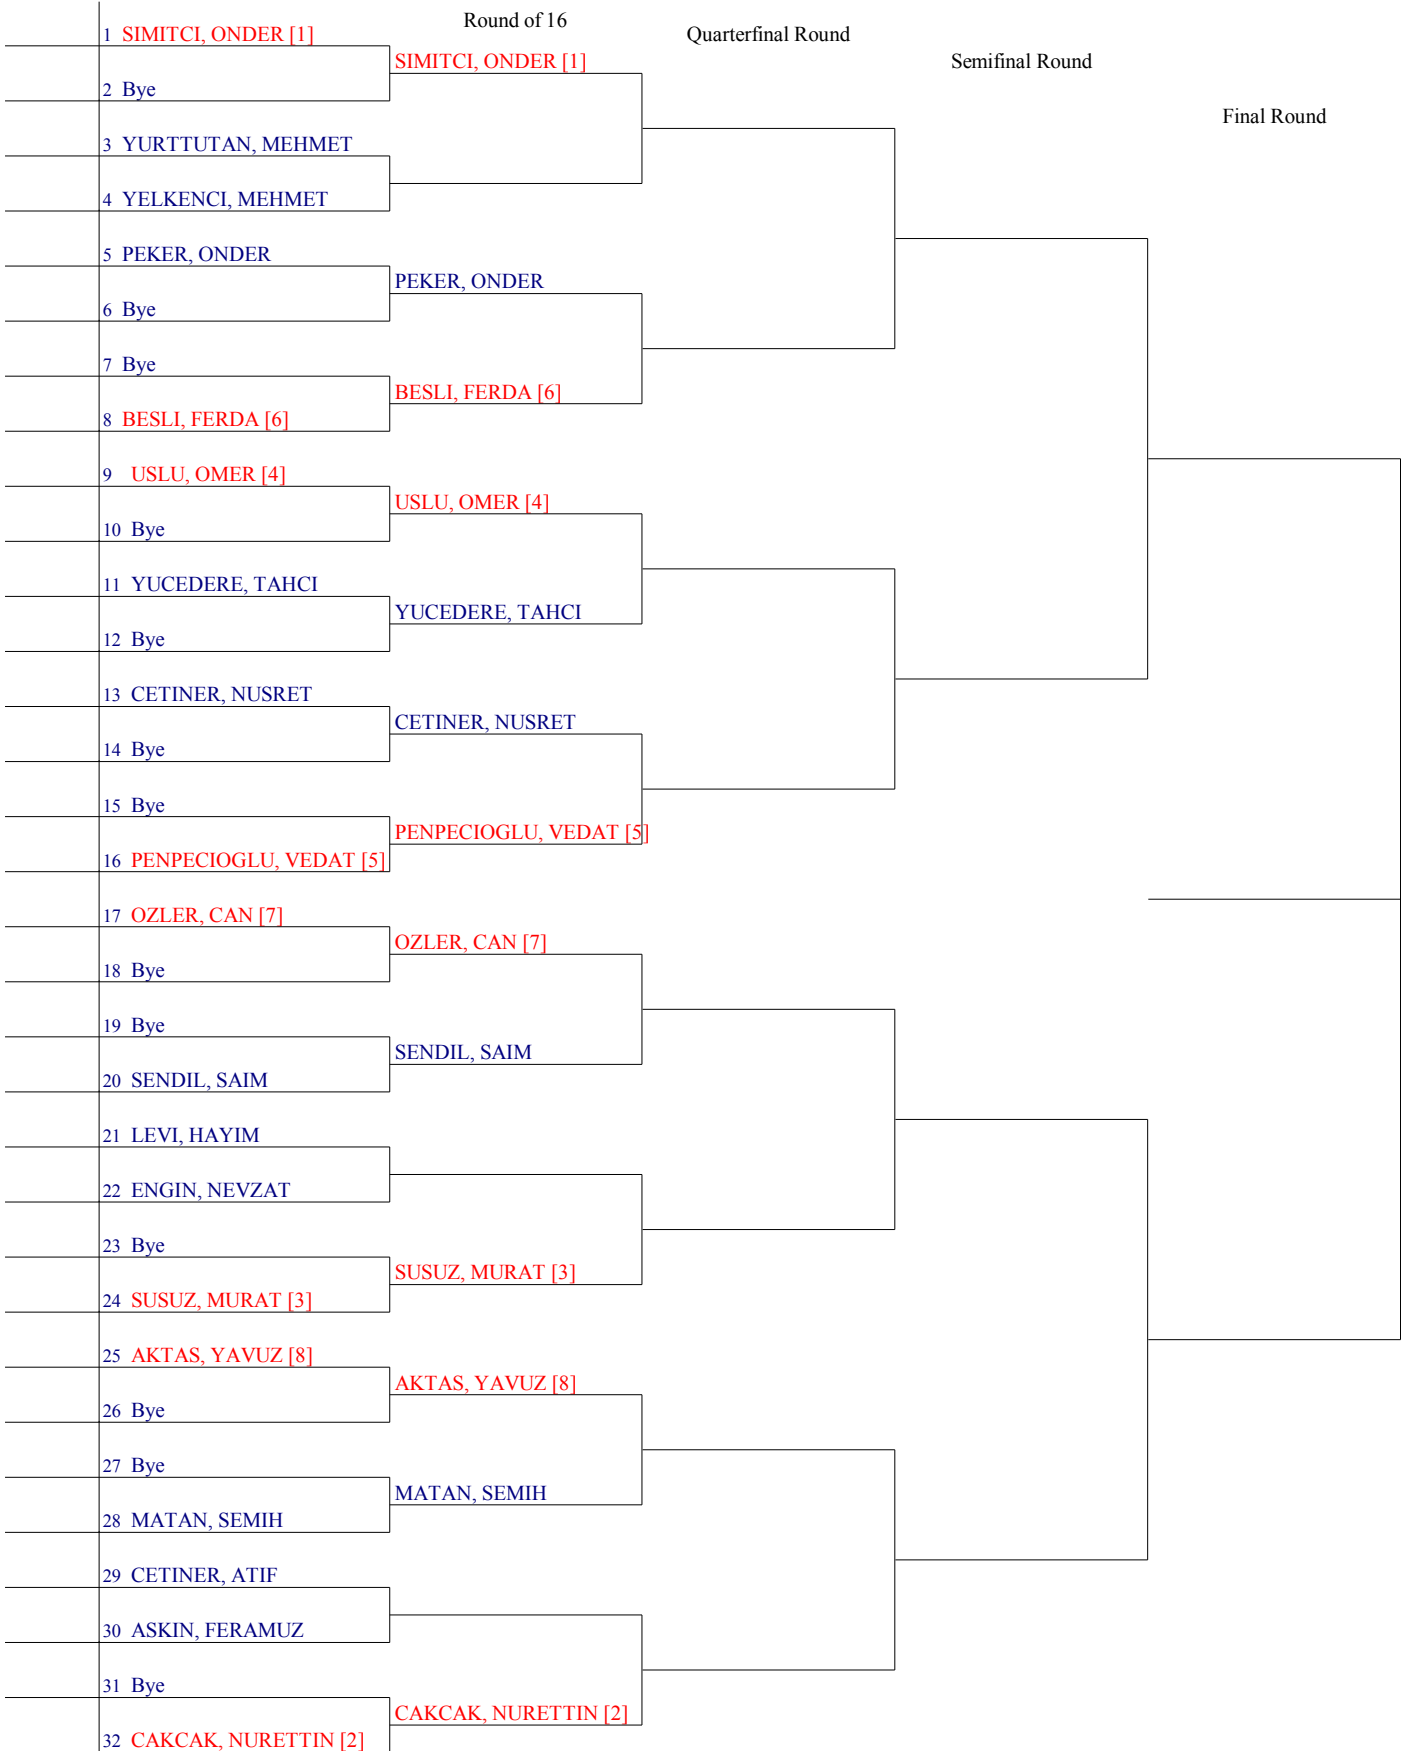 Round of 16
Quarterfinal Round
Semifinal Round
Final Round
1 SIMITCI, ONDER [1]
SIMITCI, ONDER [1]
2 Bye
3 YURTTUTAN, MEHMET
4 YELKENCI, MEHMET
5 PEKER, ONDER
PEKER, ONDER
6 Bye
7 Bye
BESLI, FERDA [6]
8 BESLI, FERDA [6]
9 USLU, OMER [4]
USLU, OMER [4]
10 Bye
11 YUCEDERE, TAHCI
YUCEDERE, TAHCI
12 Bye
13 CETINER, NUSRET
CETINER, NUSRET
14 Bye
15 Bye
PENPECIOGLU, VEDAT [5]
16 PENPECIOGLU, VEDAT [5]
17 OZLER, CAN [7]
OZLER, CAN [7]
18 Bye
19 Bye
SENDIL, SAIM
20 SENDIL, SAIM
21 LEVI, HAYIM
22 ENGIN, NEVZAT
23 Bye
SUSUZ, MURAT [3]
24 SUSUZ, MURAT [3]
25 AKTAS, YAVUZ [8]
AKTAS, YAVUZ [8]
26 Bye
27 Bye
MATAN, SEMIH
28 MATAN, SEMIH
29 CETINER, ATIF
30 ASKIN, FERAMUZ
31 Bye
CAKCAK, NURETTIN [2]
32 CAKCAK, NURETTIN [2]